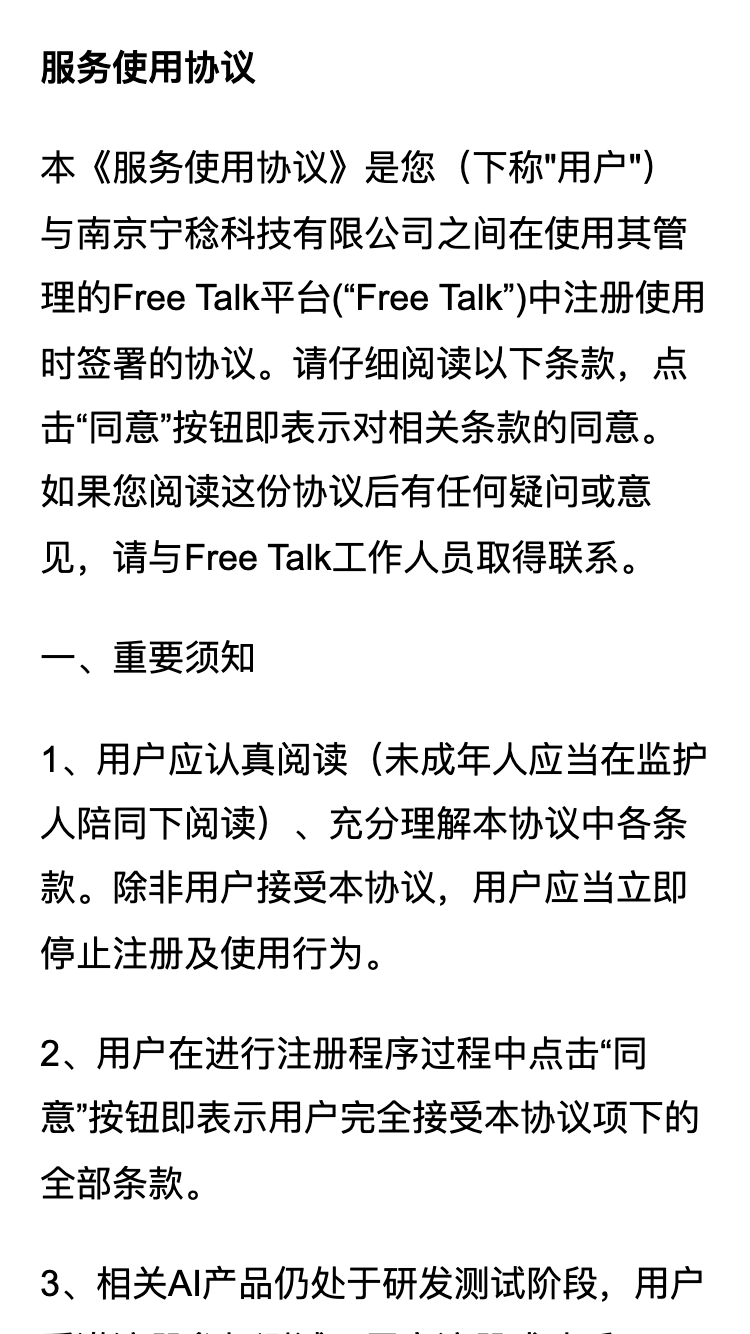 服务使用协议
本《服务使用协议》是您（下称"用户"）
与南京宁稔科技有限公司之间在使用其管
理的Free Talk平台(“Free Talk”)中注册使用
时签署的协议。请仔细阅读以下条款，点
击“同意”按钮即表示对相关条款的同意。
如果您阅读这份协议后有任何疑问或意
见，请与Free Talk工作人员取得联系。
一、重要须知
1、用户应认真阅读（未成年人应当在监护
人陪同下阅读）、充分理解本协议中各条
款。除非用户接受本协议，用户应当立即
停止注册及使用行为。
2、用户在进行注册程序过程中点击“同
意”按钮即表示用户完全接受本协议项下的
全部条款。
3、相关AI产品仍处于研发测试阶段，用户